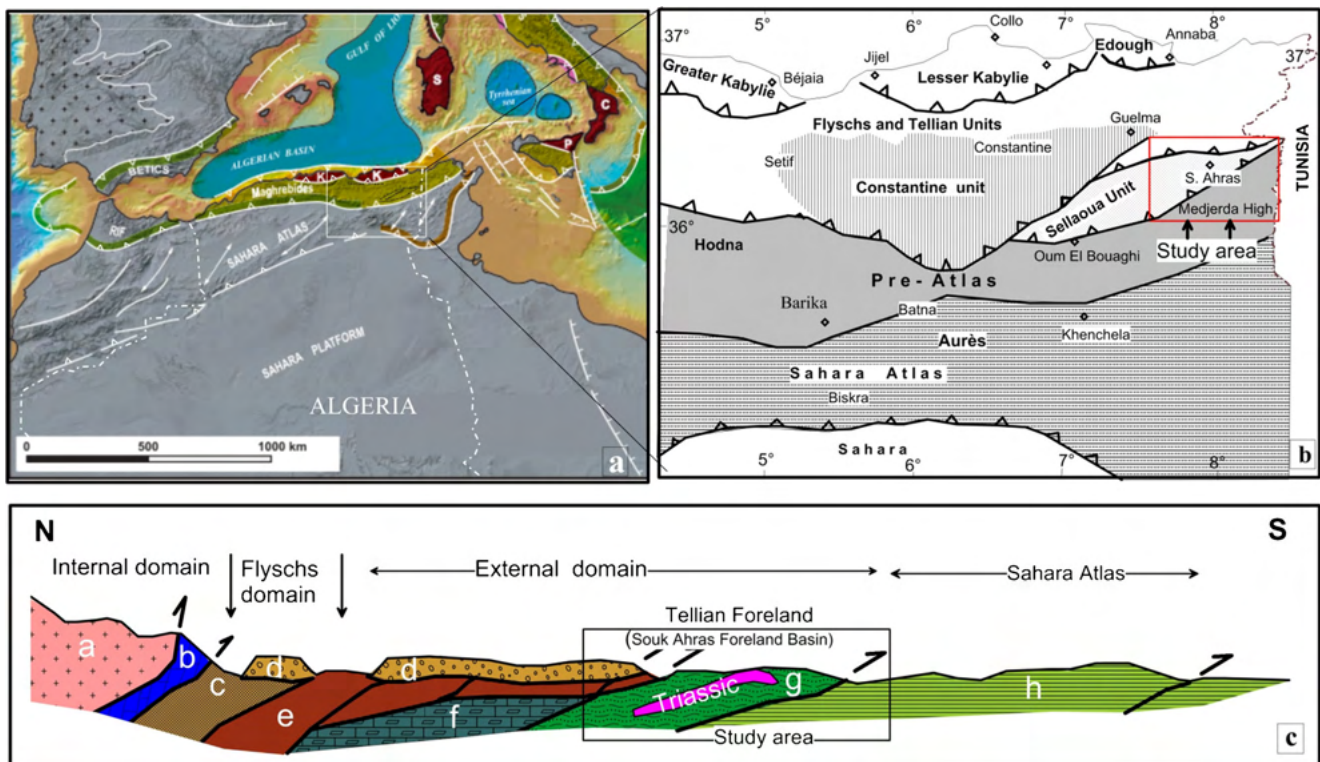 GULF OF LION
S
Tyrrhenian
sea
C
P
ALGERIAN BASIN
BETICS
K
K
Maghrebides
RIF
SAHARA ATLAS
SAHARA PLATFORM
ALGERIA
0 500 1000 km
a
5° 6° 7° 8°
37° 37°
Collo
Annaba
Edough
Jijel
Greater Kabylie
Béjaia
Lesser Kabylie
Flyschs and Tellian Units
Guelma
Setif
Constantine
TUNISIA
Constantine unit
S. Ahras
Sellaoua Unit
Medjerda High
36°
Hodna
Study area
Oum El Bouaghi
Pre-Atlas
Barika
Batna
Khenchela
Aurès
Sahara Atlas
Biskra
Sahara
5° 6° 7° 8°
b
N S
Internal domain
Flyschs
domain
External domain
Sahara Atlas
Tellian Foreland
(Souk Ahras Foreland Basin)
a
b
c
d
d
e
f
Triassic
g
h
Study area
c